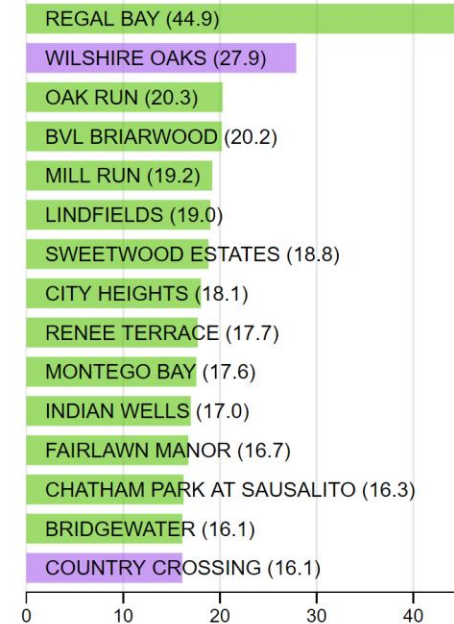 REGAL BAY (44.9)
WILSHIRE OAKS (27.9)
OAK RUN (20.3)
BVL BRIARWOOD (20.2)
MILL RUN (19.2)
LINDFIELDS (19.0)
SWEETWOOD ESTATES (18.8)
CITY HEIGHTS (18.1)
RENEE TERRACE (17.7)
MONTEGO BAY (17.6)
INDIAN WELLS (17.0)
FAIRLAWN MANOR (16.7)
CHATHAM PARK AT SAUSALITO (16.3)
BRIDGEWATER (16.1)
COUNTRY CROSSING (16.1)
0 10 20 30 40